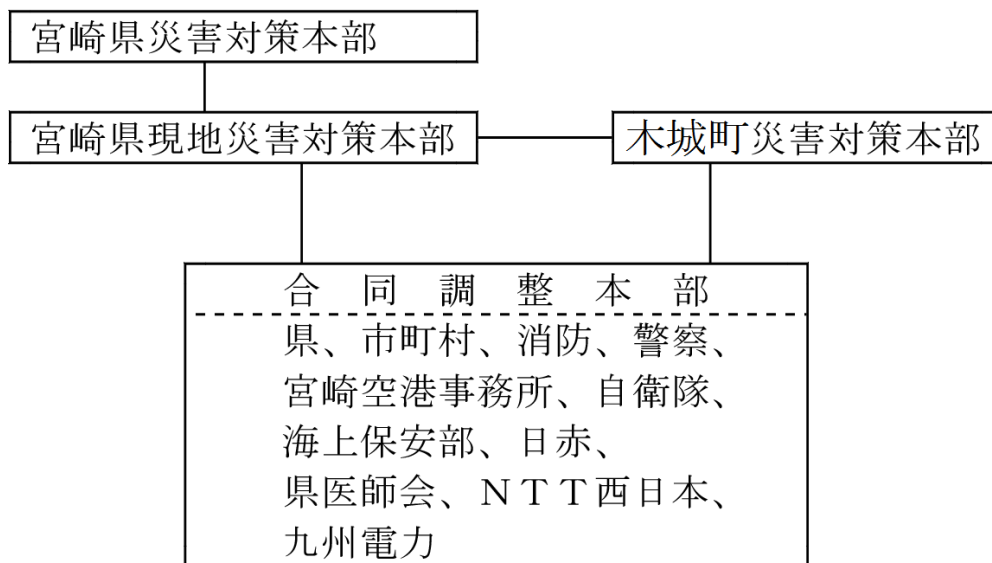 宮崎県災害対策本部
宮崎県現地災害対策本部
木城町災害対策本部
合同調整本部
県、市町村、消防、警察、
宮崎空港事務所、自衛隊、
海上保安部、日赤、
県医師会、ＮＴＴ西日本、
九州電力